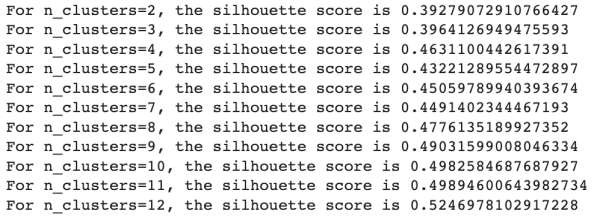 For n_clusters=2, the silhouette score is 0.39279072910766427
For n_clusters=3, the silhouette score is 0.3964126949475593
For n_clusters=4, the silhouette score is 0.4631100442617391
For n_clusters=5, the silhouette score is 0.43221289554472897
For n_clusters=6, the silhouette score is 0.45059789940393674
For n_clusters=7, the silhouette score is 0.4491402344467193
For n_clusters=8, the silhouette score is 0.4776135189927352
For n_clusters=9, the silhouette score is 0.49031599008046334
For n_clusters=10, the silhouette score is 0.4982584687687927
For n_clusters=11, the silhouette score is 0.49894600643982734
For n_clusters=12, the silhouette score is 0.5246978102917228